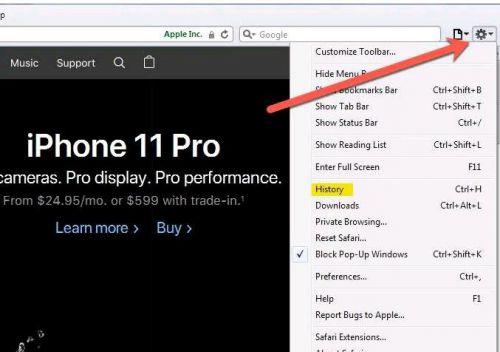 p
Apple Inc.
Google
Customize Toolbar...
Music
Support
Hide Menu B
Show Bookmarks Bar Ctrl+Shift+B
Show Tab Bar Ctrl+Shift+T
Show Status Bar Ctrl+/
Show Reading List Ctrl+Shift+L
Enter Full Screen F11
History Ctrl+H
Downloads Ctrl+Alt+L
Private Browsing...
Reset Safari...
Block Pop-Up Windows Ctrl+Shift+K
Preferences... Ctrl+,
Help F1
Report Bugs to Apple...
Safari Extensions...
About Safari
iPhone 11 Pro
cameras. Pro display. Pro performance.
From $24.95/mo. or $599 with trade-in.¹
Learn more >
Buy >